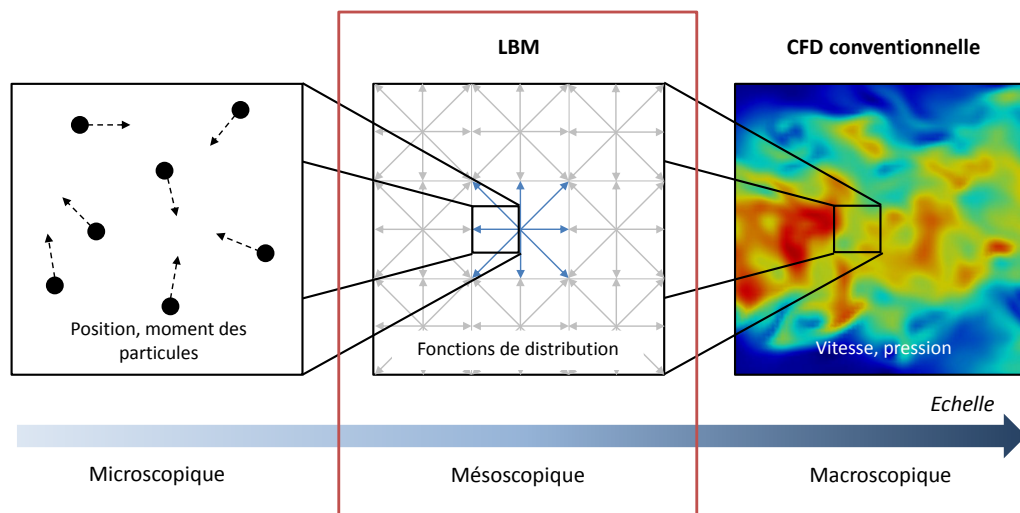 LBM
CFD conventionnelle
Position, moment des
particules
Fonctions de distribution
Vitesse, pression
Echelle
Microscopique
Mésoscopique
Macroscopique